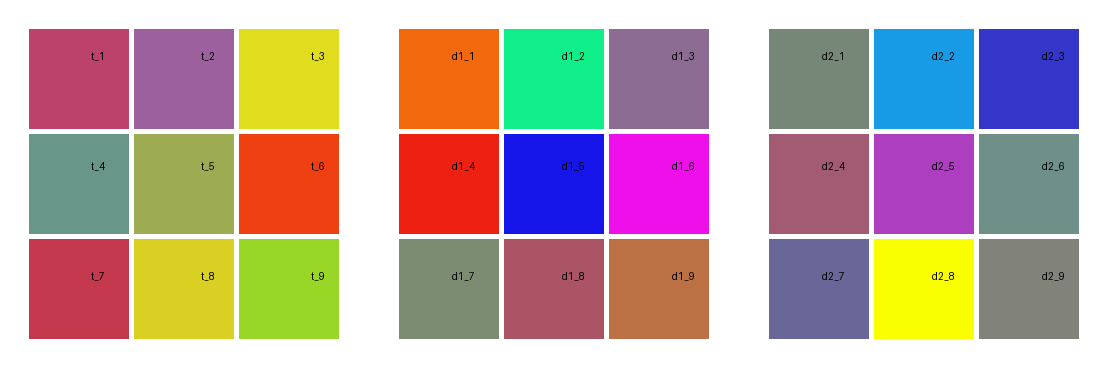 t_1 t_2 t_3 d1_1 d1_2 d1_3 d2_1 d2_2 d2_3
t_4 t_5 t_6 d1_4 d1_5 d1_6 d2_4 d2_5 d2_6
t_7 t_8 t_9 d1_7 d1_8 d1_9 d2_7 d2_8 d2_9